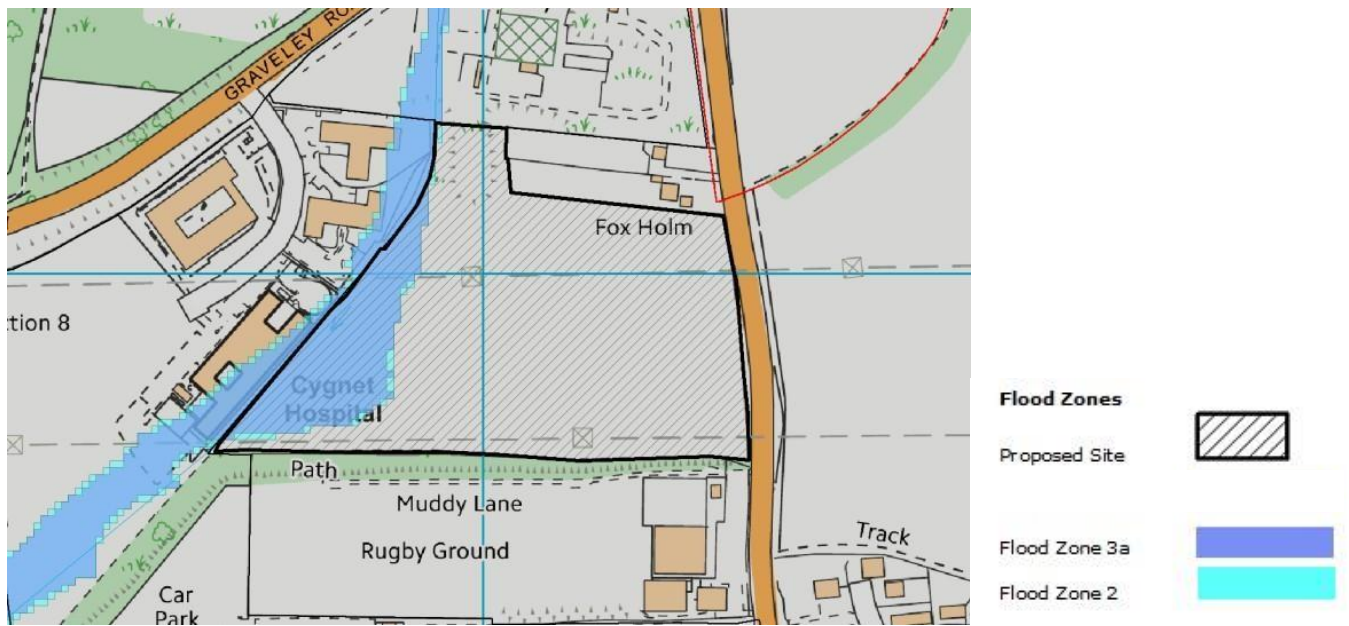 GRAVELEY RO
Fox Holm
ction 8
Cygnet
Hospital
Path
Muddy Lane
Rugby Ground
Track
Car
Park
Flood Zones
Proposed Site
Flood Zone 3a
Flood Zone 2